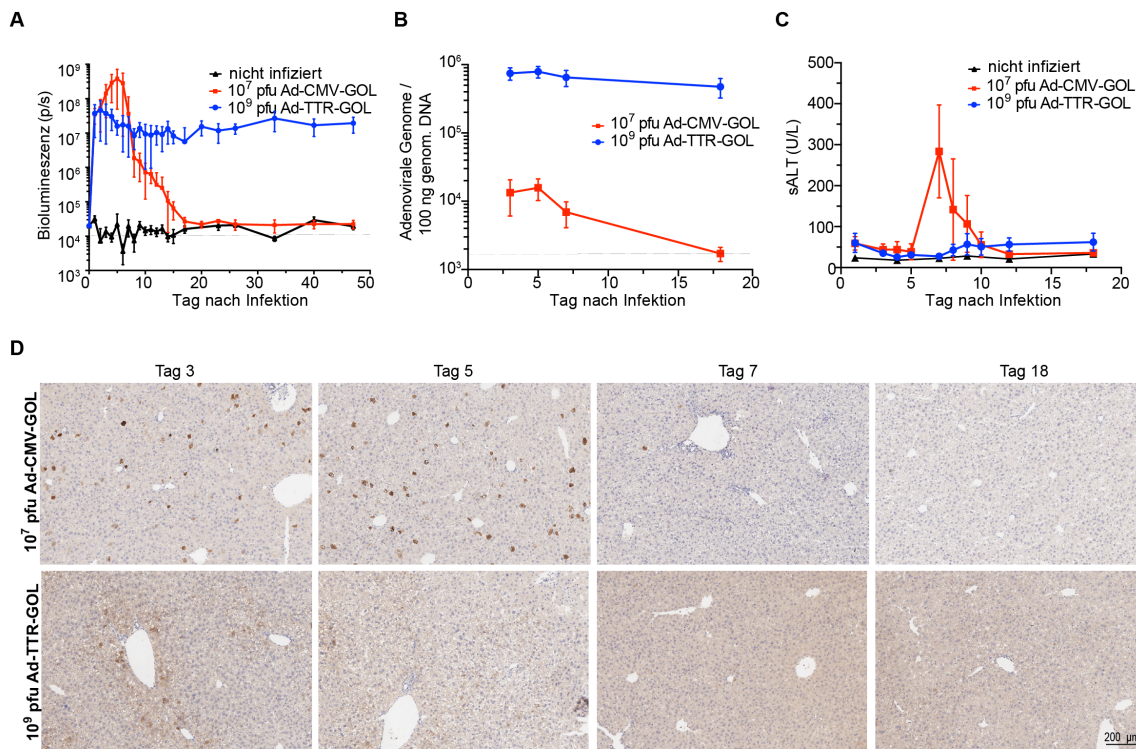 A
B
C
nicht infiziert
10⁷ pfu Ad-CMV-GOL
10⁹ pfu Ad-TTR-GOL
Biolumineszenz (p/s)
10⁹
10⁸
10⁷
10⁶
10⁵
10⁴
10³
0 10 20 30 40 50
Tag nach Infektion
Adenovirale Genome /
100 ng genom. DNA
10⁶
10⁵
10⁴
10³
10⁷ pfu Ad-CMV-GOL
10⁹ pfu Ad-TTR-GOL
0 5 10 15 20
Tag nach Infektion
nicht infiziert
10⁷ pfu Ad-CMV-GOL
10⁹ pfu Ad-TTR-GOL
sALT (U/L)
500
400
300
200
100
50
0
0 5 10 15 20
Tag nach Infektion
D
Tag 3 Tag 5 Tag 7 Tag 18
10⁷ pfu Ad-CMV-GOL
10⁹ pfu Ad-TTR-GOL
200 µm